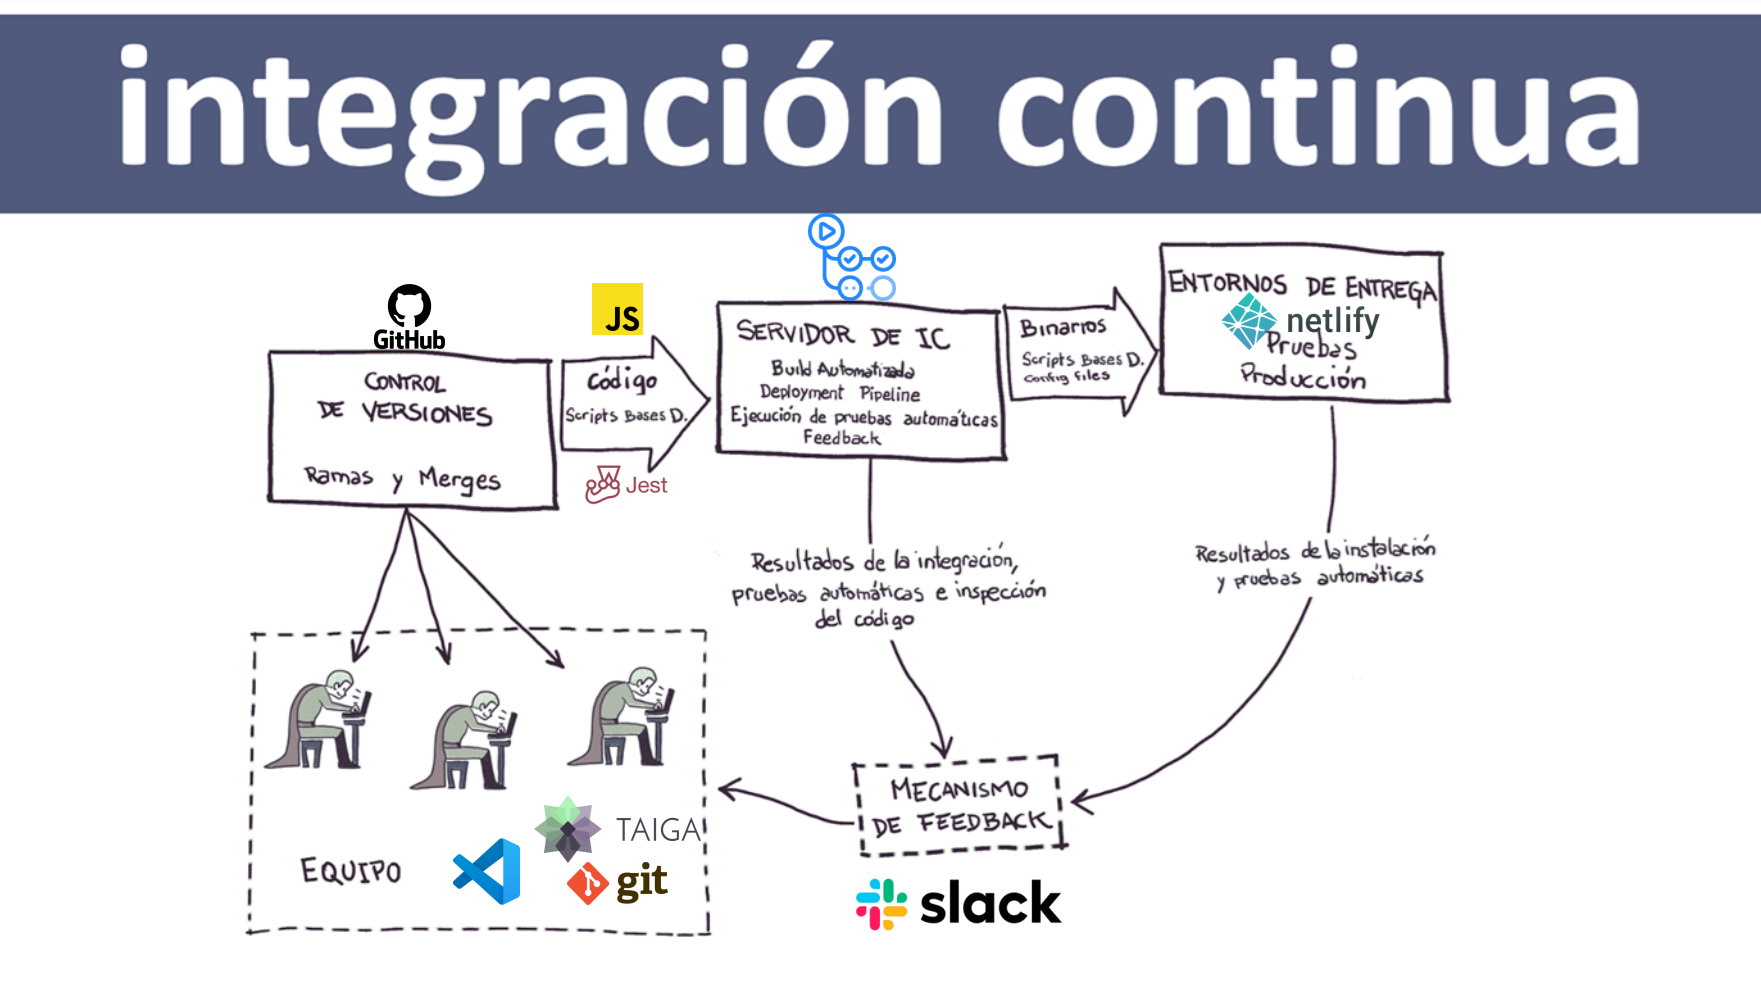 integración continua
GitHub
CONTROL
DE VERSIONES
Ramas y Merges
JS
Código
Scripts Bases D.
Jest
SERVIDOR DE IC
Build Automatizada
Deployment Pipeline
Ejecución de pruebas automáticas
Feedback
Binarios
Scripts Bases D.
Config Files
ENTORNOS DE ENTREGA
netlify
Pruebas
Producción
Resultados de la integración,
pruebas automáticas e inspección
del código
Resultados de la instalación
y pruebas automáticas
MECANISMO
DE FEEDBACK
slack
EQUIPO
TAIGA
git